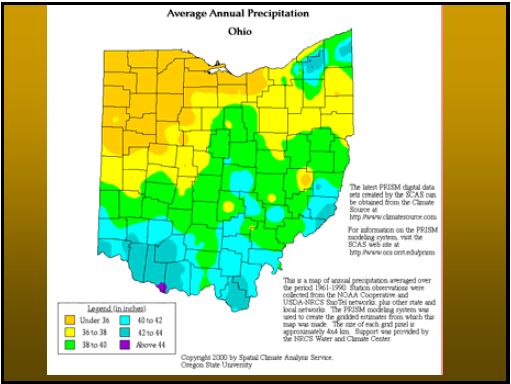 Average Annual Precipitation
Ohio
The latest PRISM digital data
sets created by the SCAS can
be obtained from the Climate
Source at
http://www.climatesource.com
For information on the PRISM
modeling system, visit the
SCAS web site at
http://www.ocs.orst.edu/prism
This is a map of annual precipitation averaged over
the period 1961-1990. Station observations were
collected from the NOAA Cooperative and
USDA-NRCS SnoTel networks, plus other state and
local networks. The PRISM modeling system was
used to create the gridded estimates from which this
map was made. The size of each grid pixel is
approximately 4x4 km. Support was provided by
the NRCS Water and Climate Center.
Legend (in inches)
Under 36
36 to 38
38 to 40
40 to 42
42 to 44
Above 44
Copyright 2000 by Spatial Climate Analysis Service,
Oregon State University